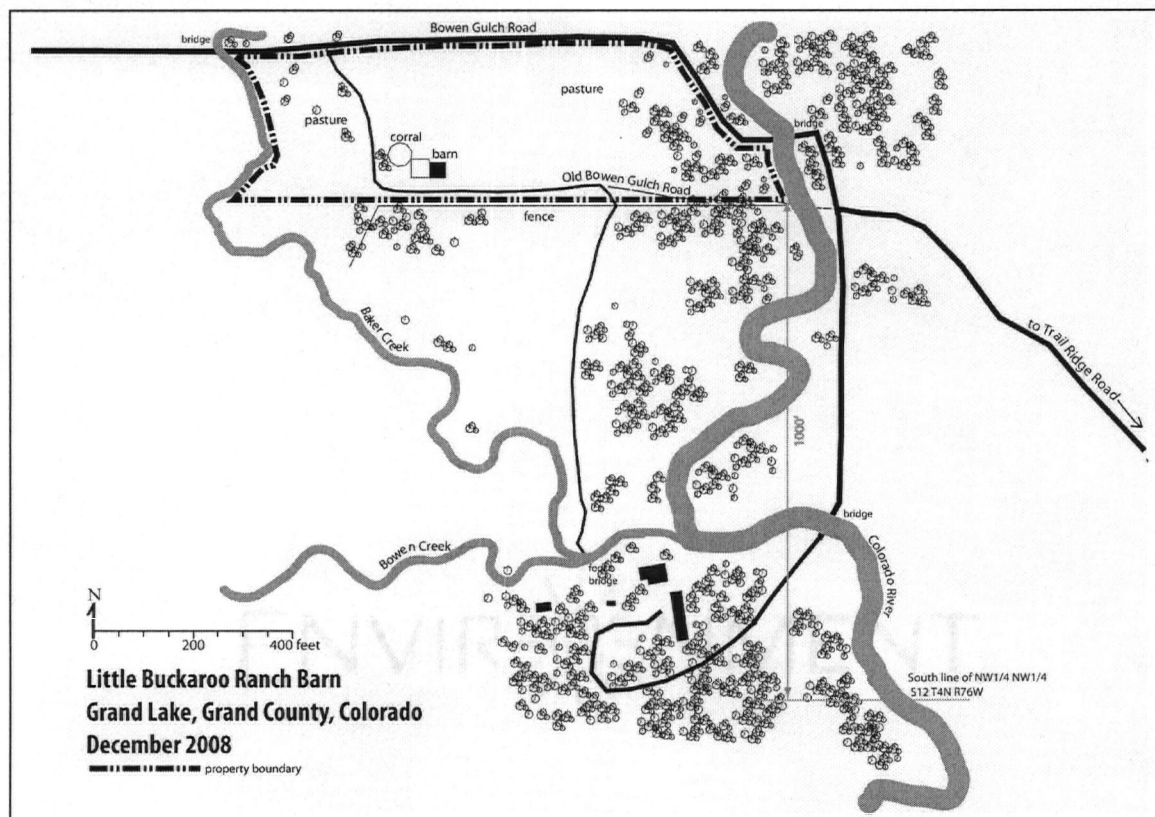 Bowen Gulch Road
bridge
pasture
pasture
bridge
corral
barn
Old Bowen Gulch Road
fence
Baker Creek
to Trail Ridge Road
1000'
bridge
Colorado River
Bowen Creek
bridge
N
0 200 400 feet
South line of NW1/4 NW1/4
S12 T4N R76W
Little Buckaroo Ranch Barn
Grand Lake, Grand County, Colorado
December 2008
property boundary